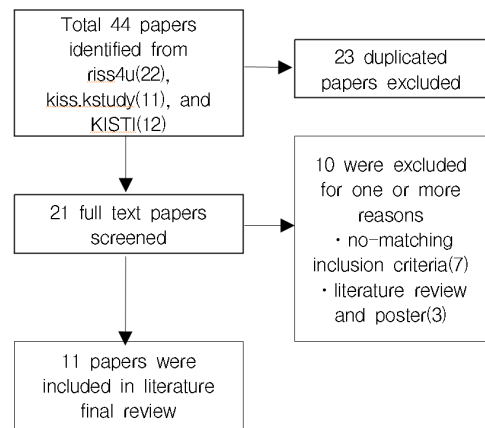 Total 44 papers
identified from
riss4u(22),
kiss.kstudy(11), and
KISTI(12)
23 duplicated
papers excluded
21 full text papers
screened
10 were excluded
for one or more
reasons
· no-matching
inclusion criteria(7)
· literature review
and poster(3)
11 papers were
included in literature
final review